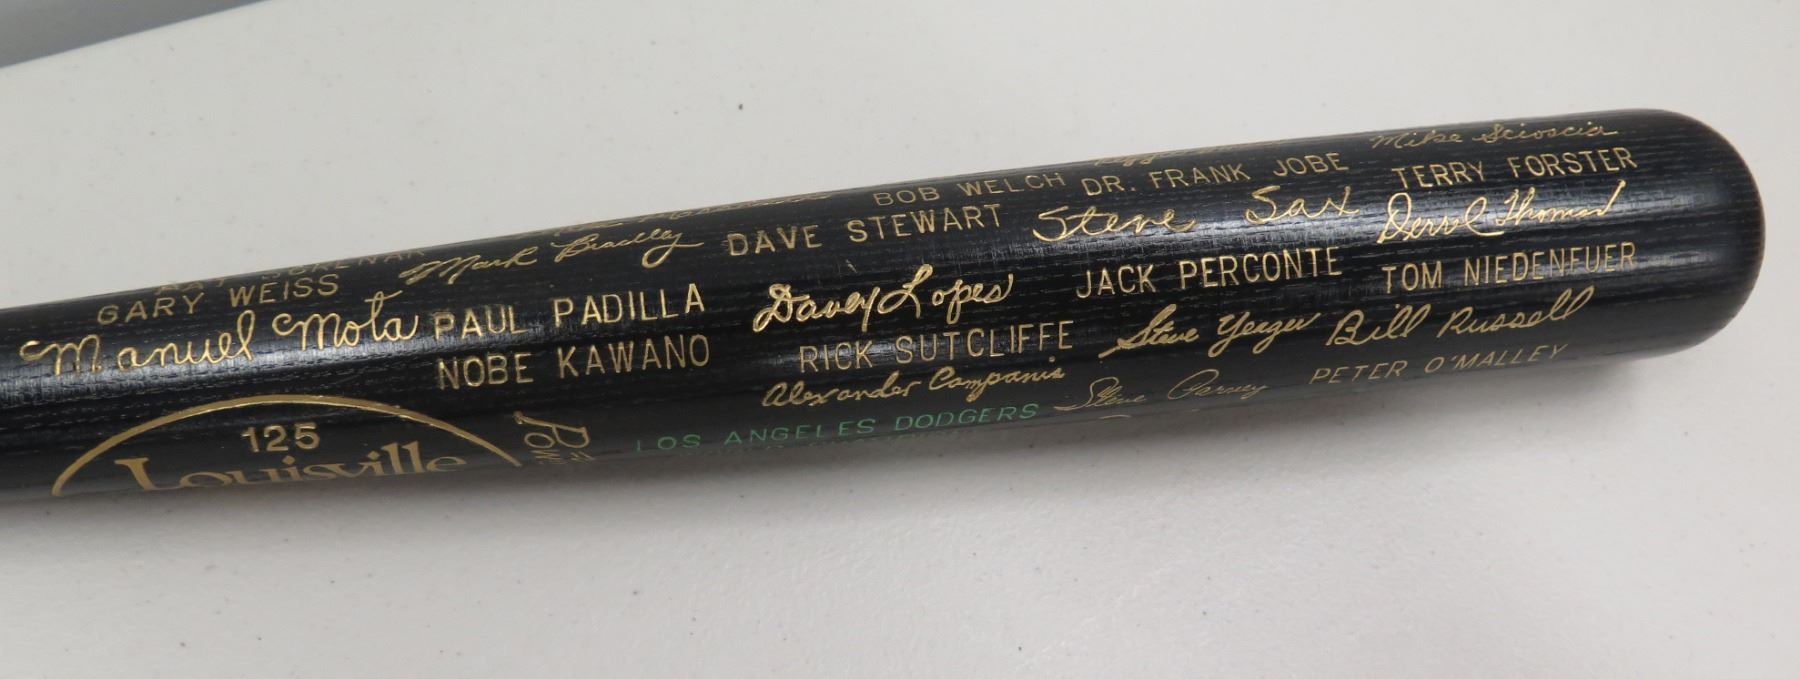 Mike Scioscia
BOB WELCH
DR. FRANK JOBE
TERRY FORSTER
GARY WEISS
Mark Bradley
DAVE STEWART
Steve Sax
Derrel Thomas
Manuel Mota
PAUL PADILLA
Davey Lopes
JACK PERCONTE
TOM NIEDENFUER
NOBE KAWANO
RICK SUTCLIFFE
Steve Yeager
Bill Russell
Alexander Campanis
Steve Garvey
PETER O'MALLEY
125
Louisville
LOS ANGELES DODGERS